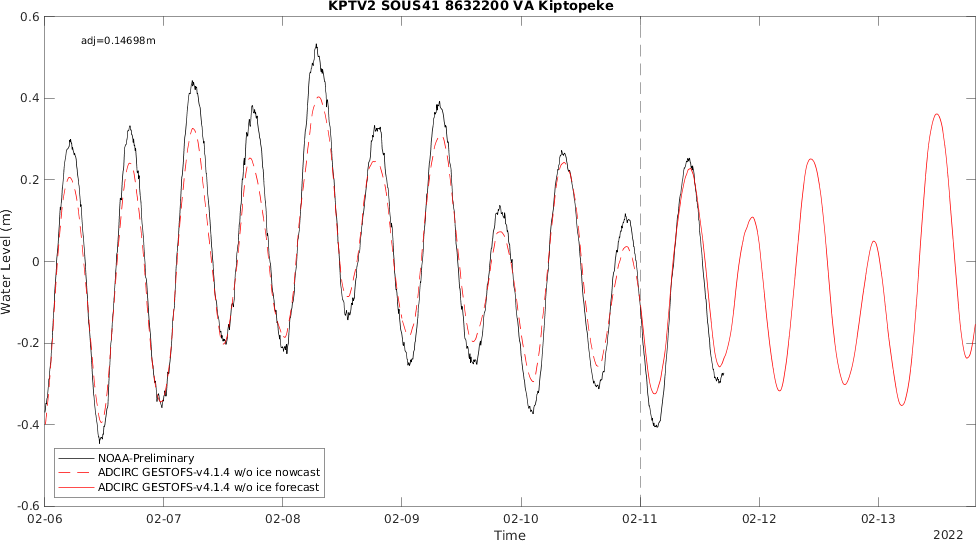 KPTV2 SOUS41 8632200 VA Kiptopeke
adj=0.14698m
0.6
0.4
0.2
0
-0.2
-0.4
-0.6
Water Level (m)
NOAA-Preliminary
ADCIRC GESTOFS-v4.1.4 w/o ice nowcast
ADCIRC GESTOFS-v4.1.4 w/o ice forecast
02-06 02-07 02-08 02-09 02-10 02-11 02-12 02-13
Time
2022